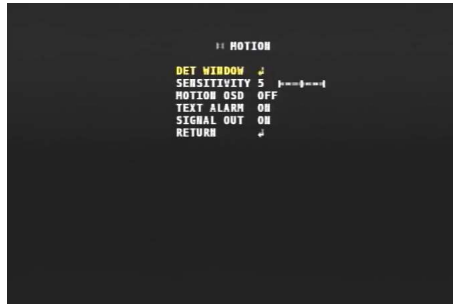 MOTION
DET WINDOW ↲
SENSITIVITY 5
MOTION OSD OFF
TEXT ALARM ON
SIGNAL OUT ON
RETURN ↲